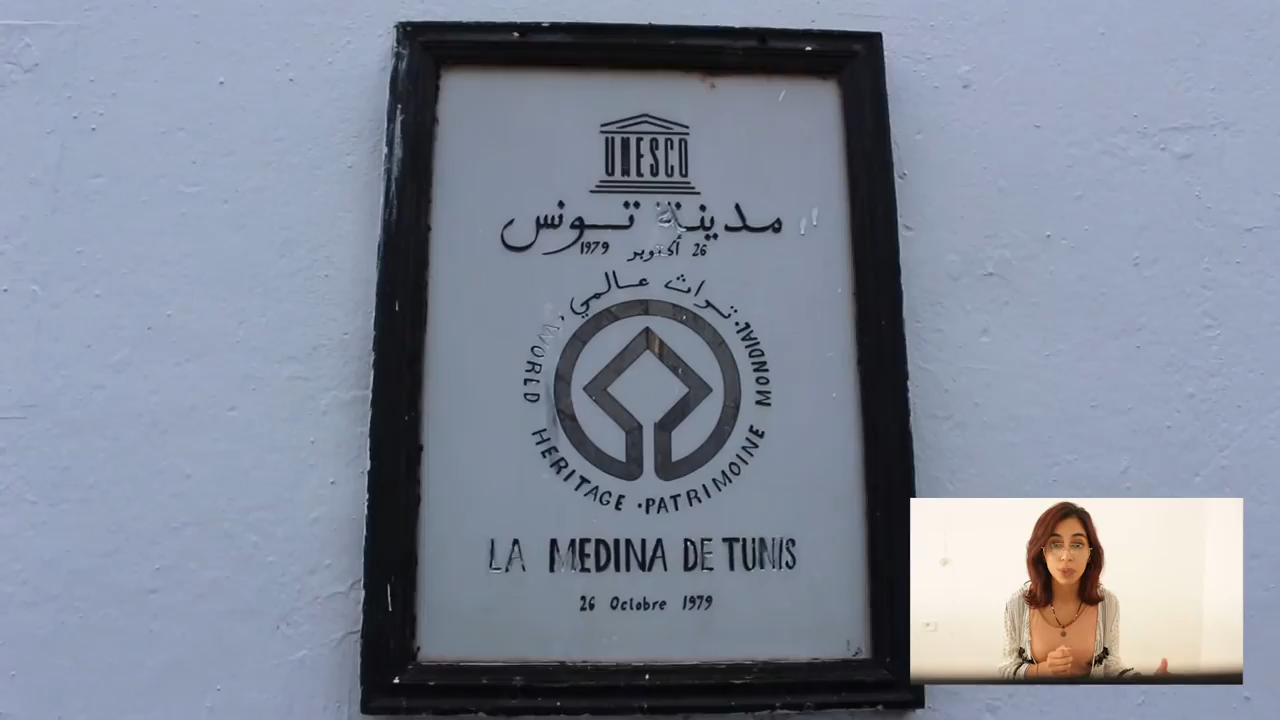 UNESCO
مدينة تونس
26 أكتوبر 1979
تراث عالمي
WORLD HERITAGE · PATRIMOINE MONDIAL ·
LA MEDINA DE TUNIS
26 Octobre 1979